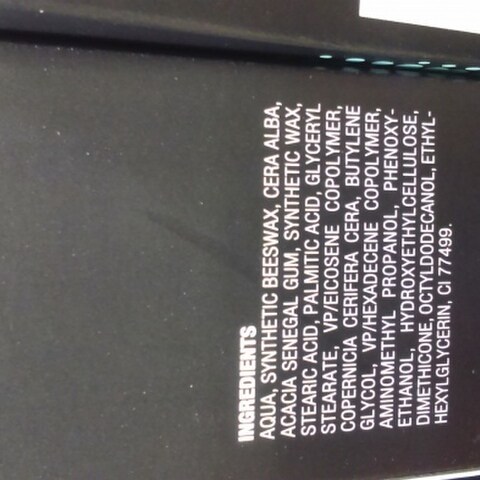 INGREDIENTS
AQUA, SYNTHETIC BEESWAX, CERA ALBA,
ACACIA SENEGAL GUM, SYNTHETIC WAX,
STEARIC ACID, PALMITIC ACID, GLYCERYL
STEARATE, VP/EICOSENE COPOLYMER,
COPERNICIA CERIFERA CERA, BUTYLENE
GLYCOL, VP/HEXADECENE COPOLYMER,
AMINOMETHYL PROPANOL, PHENOXY-
ETHANOL, HYDROXYETHYLCELLULOSE,
DIMETHICONE, OCTYLDODECANOL, ETHYL-
HEXYLGLYCERIN, CI 77499.